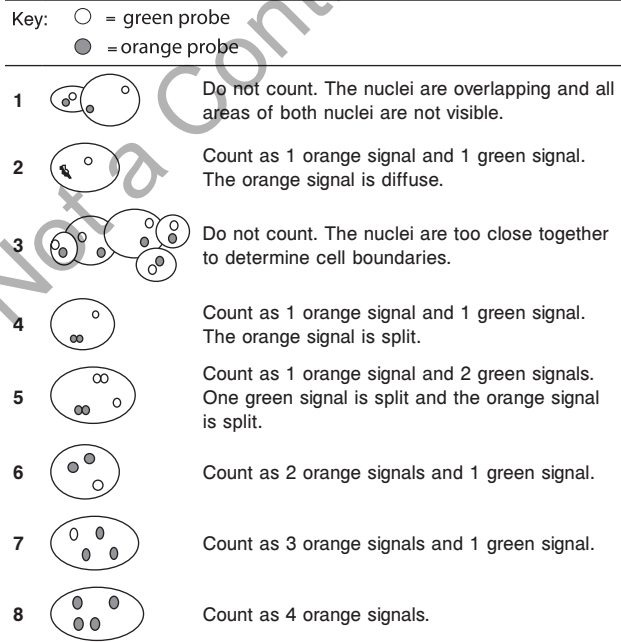 Key:
= green probe
= orange probe
1 Do not count. The nuclei are overlapping and all
areas of both nuclei are not visible.
2 Count as 1 orange signal and 1 green signal.
The orange signal is diffuse.
3 Do not count. The nuclei are too close together
to determine cell boundaries.
4 Count as 1 orange signal and 1 green signal.
The orange signal is split.
5 Count as 1 orange signal and 2 green signals.
One green signal is split and the orange signal
is split.
6 Count as 2 orange signals and 1 green signal.
7 Count as 3 orange signals and 1 green signal.
8 Count as 4 orange signals.
Not a